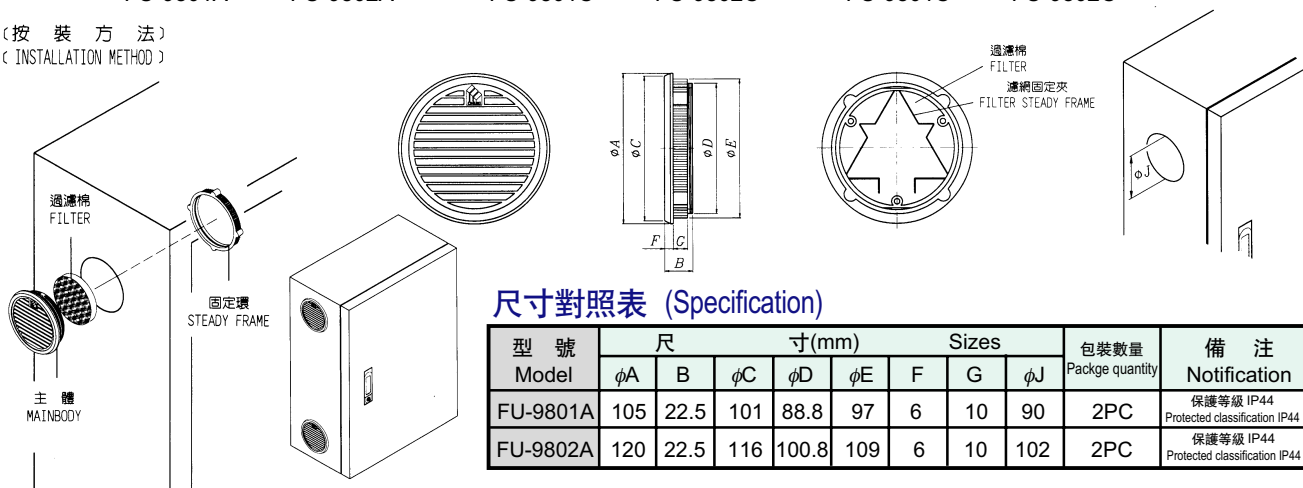 (按 裝 方 法)
( INSTALLATION METHOD )
過濾棉
FILTER
固定環
STEADY FRAME
主 體
MAINBODY
φA
φC
φD
φE
F
G
B
過濾棉
FILTER
濾網固定夾
FILTER STEADY FRAME
φJ
尺寸對照表 (Specification)
型 號 尺 寸(mm) Sizes 包裝數量 備 注
Model φA B φC φD φE F G φJ Packge quantity Notification
FU-9801A 105 22.5 101 88.8 97 6 10 90 2PC 保護等級 IP44
Protected classification IP44
FU-9802A 120 22.5 116 100.8 109 6 10 102 2PC 保護等級 IP44
Protected classification IP44